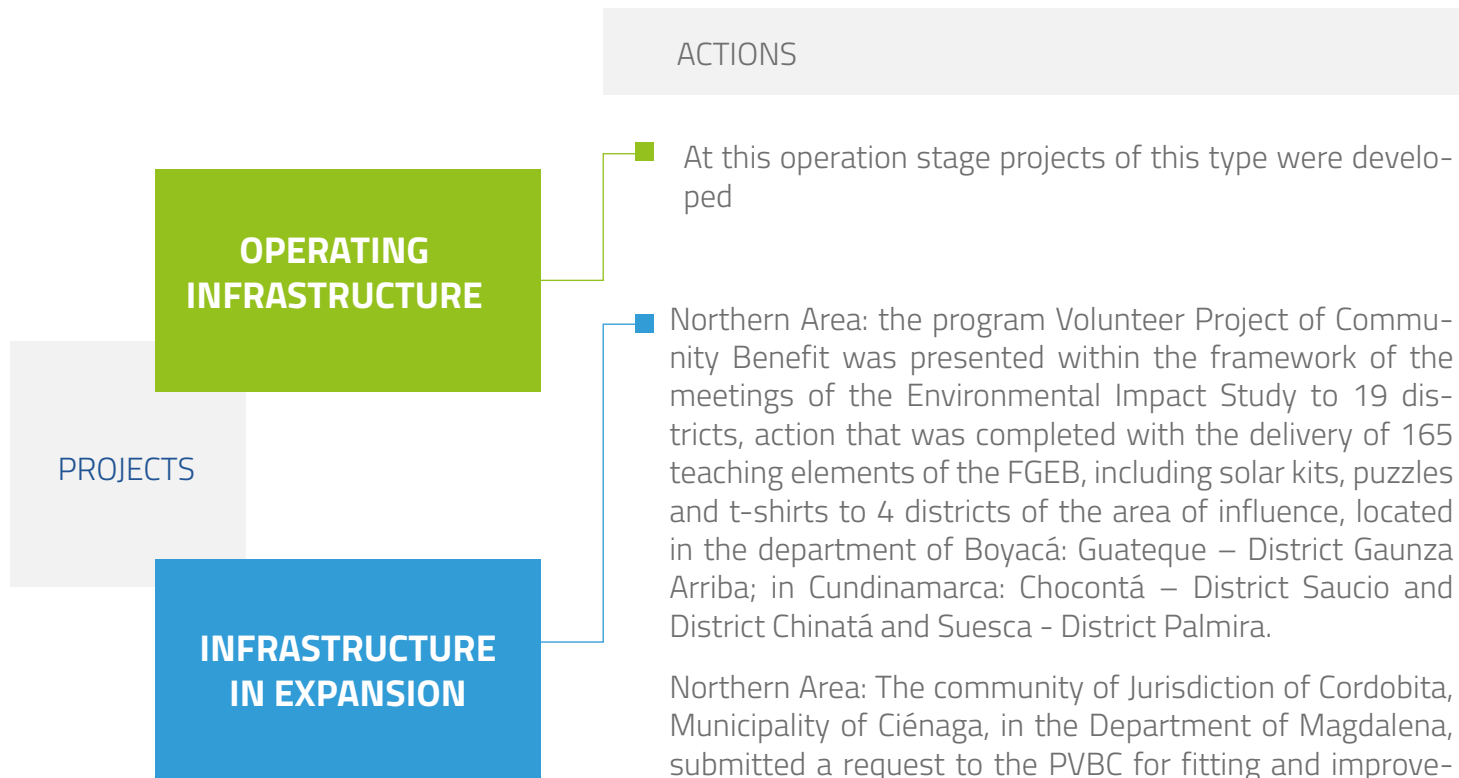 ACTIONS
At this operation stage projects of this type were develo-
ped
OPERATING
INFRASTRUCTURE
PROJECTS
INFRASTRUCTURE
IN EXPANSION
Northern Area: the program Volunteer Project of Commu-
nity Benefit was presented within the framework of the
meetings of the Environmental Impact Study to 19 dis-
tricts, action that was completed with the delivery of 165
teaching elements of the FGEB, including solar kits, puzzles
and t-shirts to 4 districts of the area of influence, located
in the department of Boyacá: Guateque – District Gaunza
Arriba; in Cundinamarca: Chocontá – District Saucio and
District Chinatá and Suesca - District Palmira.
Northern Area: The community of Jurisdiction of Cordobita,
Municipality of Ciénaga, in the Department of Magdalena,
submitted a request to the PVBC for fitting and improve-